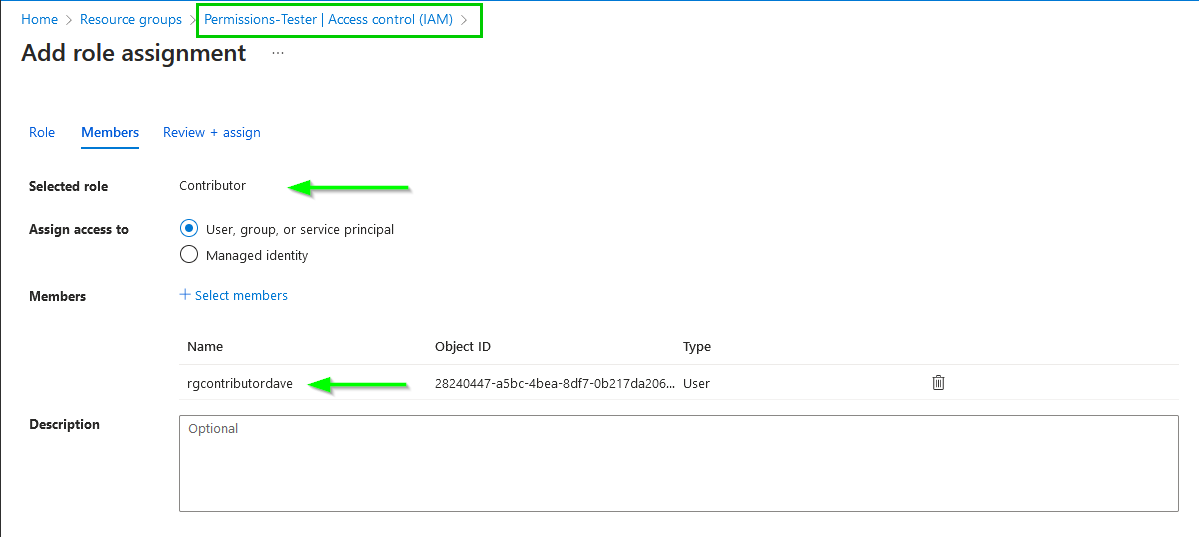 Home > Resource groups > Permissions-Tester | Access control (IAM) >
Add role assignment ...
Role Members Review + assign
Selected role Contributor
Assign access to User, group, or service principal
Managed identity
Members + Select members
Name Object ID Type
rgcontributordave 28240447-a5bc-4bea-8df7-0b217da206... User
Description Optional